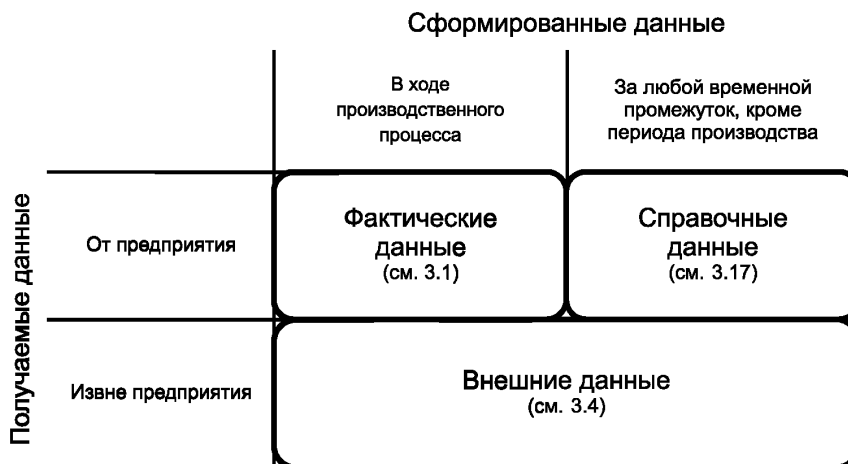 Сформированные данные
В ходе
производственного
процесса
За любой временной
промежуток, кроме
периода производства
Получаемые данные
От предприятия
Фактические
данные
(см. 3.1)
Справочные
данные
(см. 3.17)
Извне предприятия
Внешние данные
(см. 3.4)